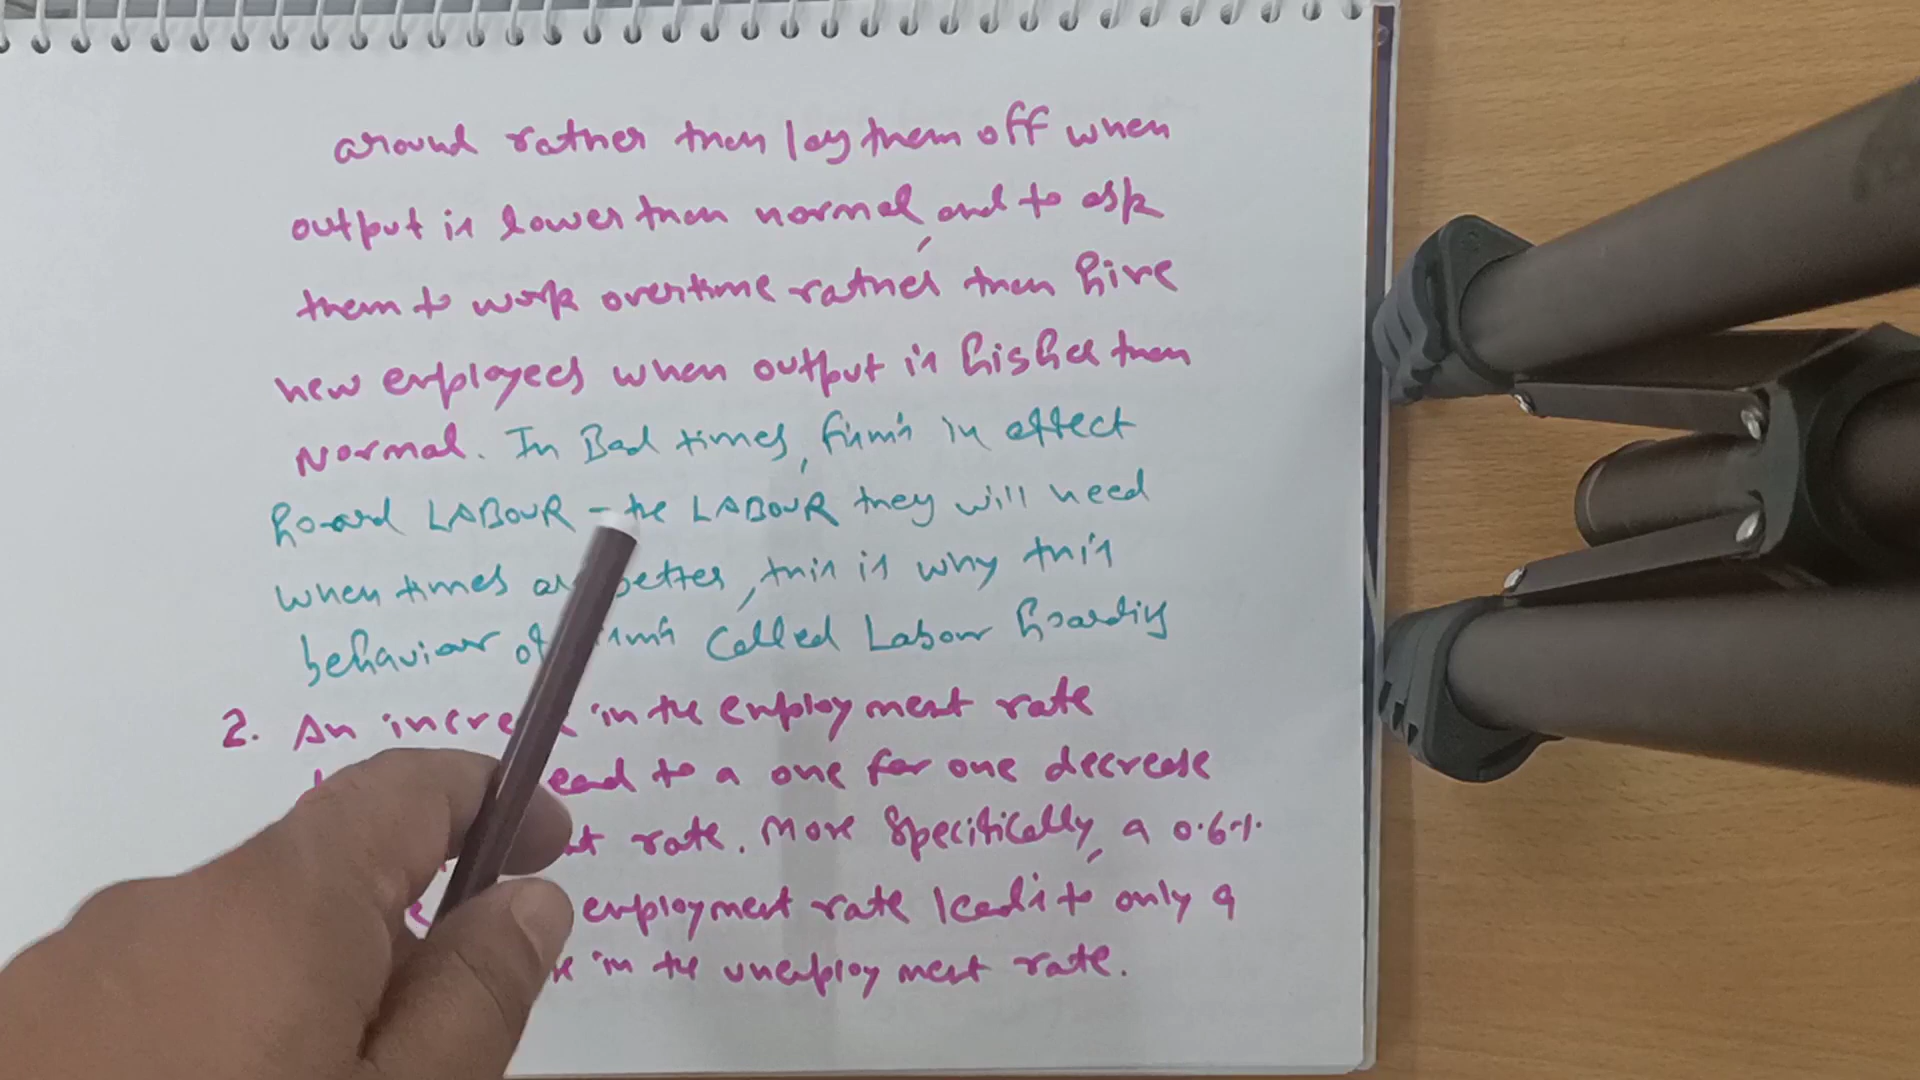 around rather than lay them off when
output is lower than normal, and to ask
them to work overtime rather than hire
new employees when output is higher than
Normal. In Bad times, firms in effect
hoard LABOUR - the LABOUR they will need
when times are better, this is why this
behaviour of firms called Labour hoarding
2. An increase in the employment rate
lead to a one for one decrease
rate. More specifically, a 0.6%
employment rate leads to only a
in the unemployment rate.